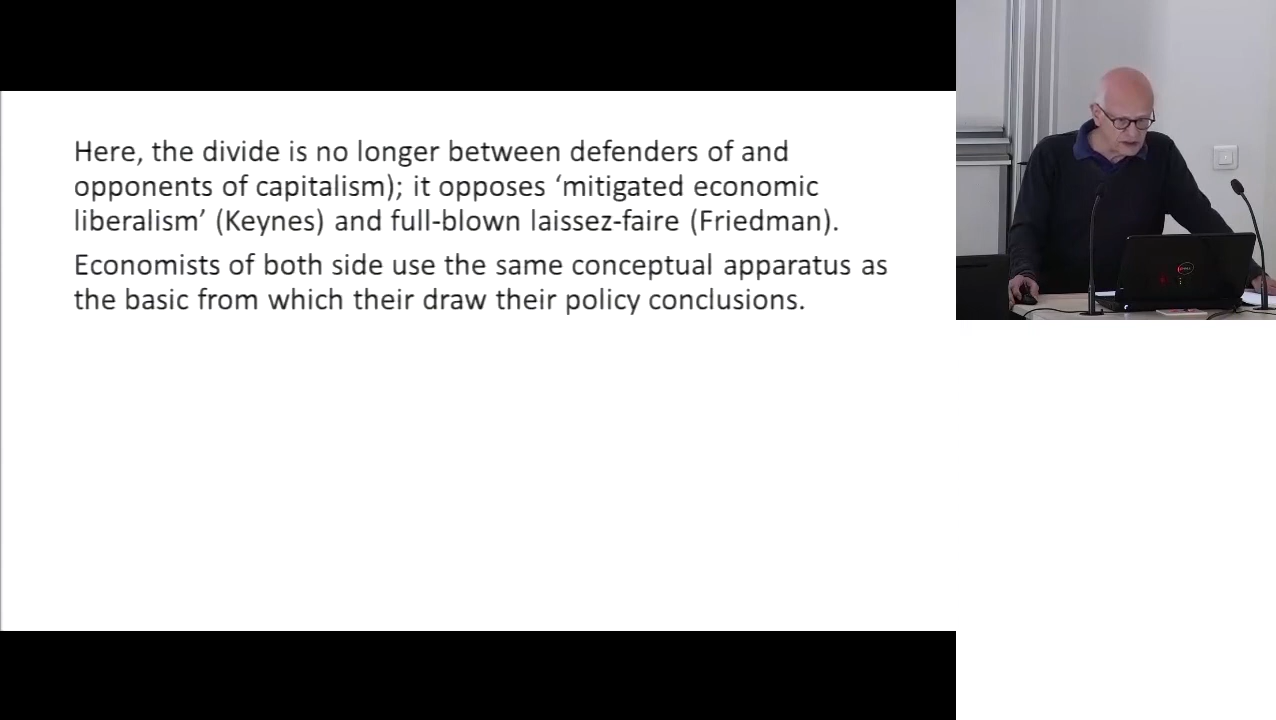 Here, the divide is no longer between defenders of and
opponents of capitalism); it opposes ‘mitigated economic
liberalism’ (Keynes) and full-blown laissez-faire (Friedman).
Economists of both side use the same conceptual apparatus as
the basic from which their draw their policy conclusions.